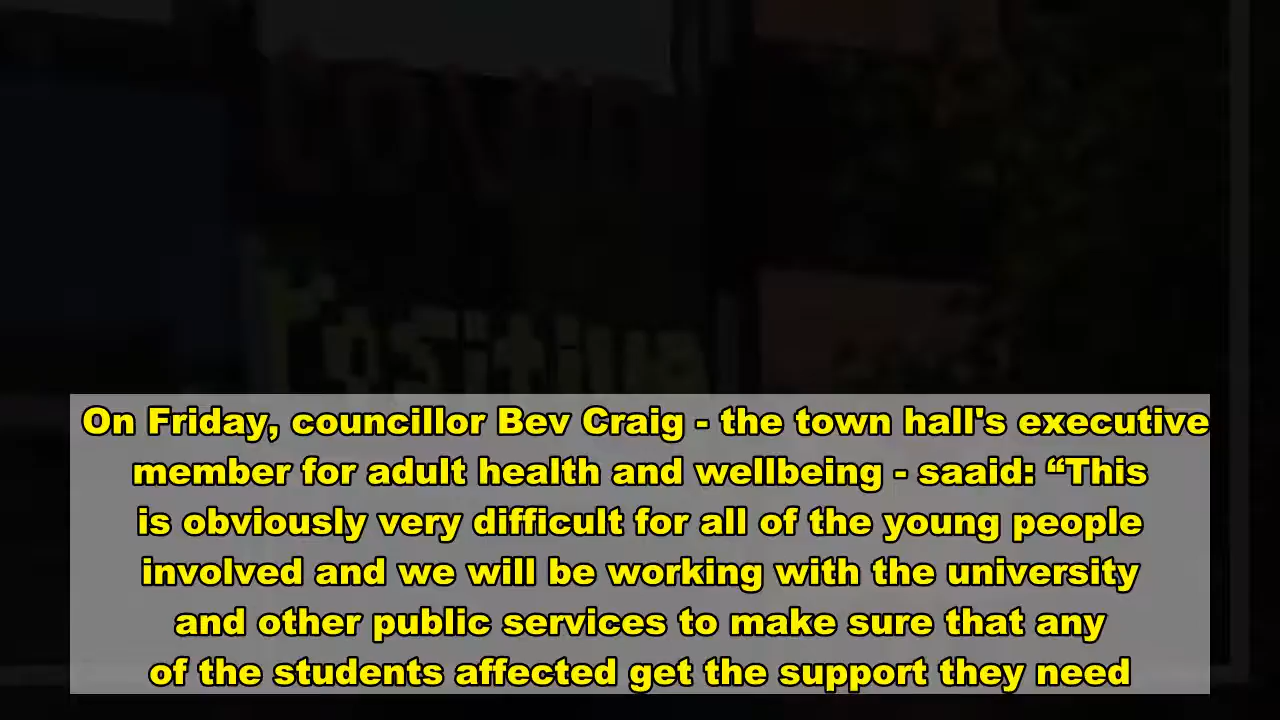 Covid
Positive
On Friday, councillor Bev Craig - the town hall's executive
member for adult health and wellbeing - saaid: “This
is obviously very difficult for all of the young people
involved and we will be working with the university
and other public services to make sure that any
of the students affected get the support they need